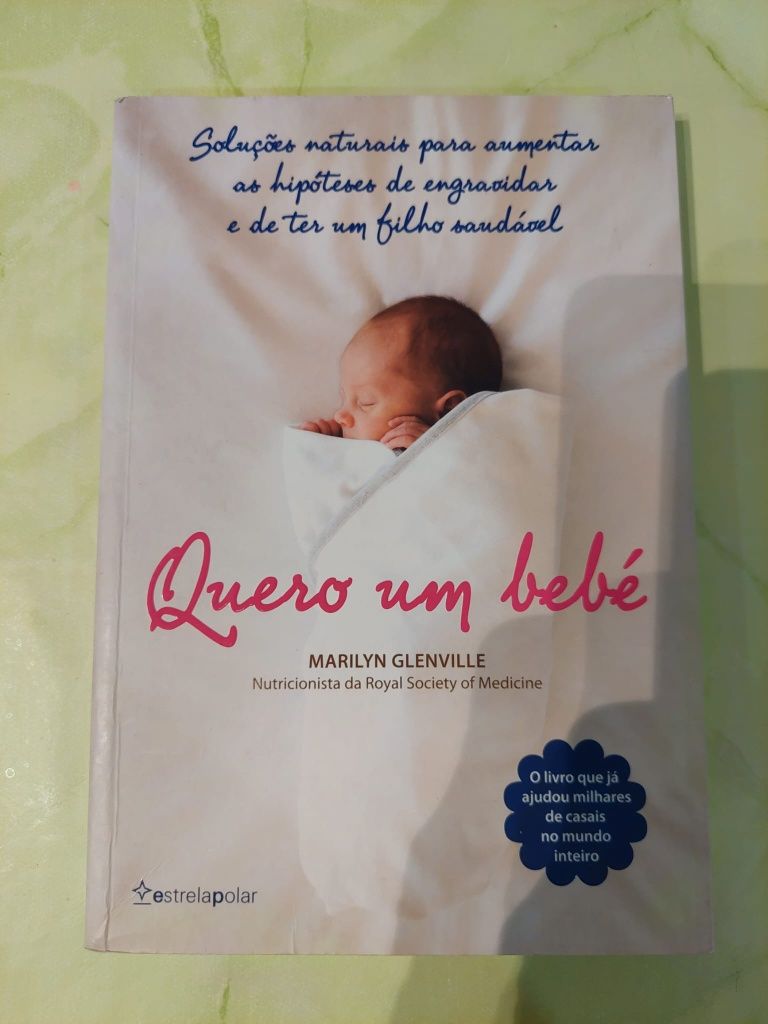 Soluções naturais para aumentar
as hipóteses de engravidar
e de ter um filho saudável
Quero um bebé
MARILYN GLENVILLE
Nutricionista da Royal Society of Medicine
O livro que já
ajudou milhares
de casais
no mundo
inteiro
estrelapolar